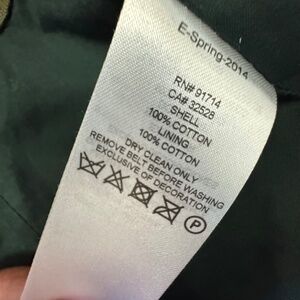 E-Spring-2014
RN# 91714
CA# 32528
SHELL
100% COTTON
LINING
100% COTTON
DRY CLEAN ONLY
REMOVE BELT BEFORE WASHING
EXCLUSIVE OF DECORATION
P